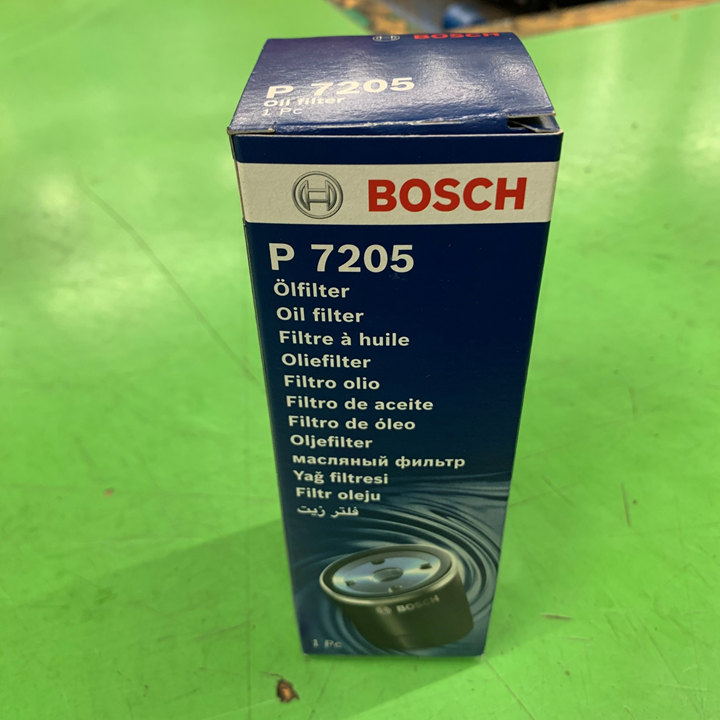 BOSCH
P 7205
Oil filter
1 Pc
BOSCH
P 7205
Ölfilter
Oil filter
Filtre à huile
Oliefilter
Filtro olio
Filtro de aceite
Filtro de óleo
Oljefilter
масляный фильтр
Yağ filtresi
Filtr oleju
فلتر زيت
BOSCH
1 Pc